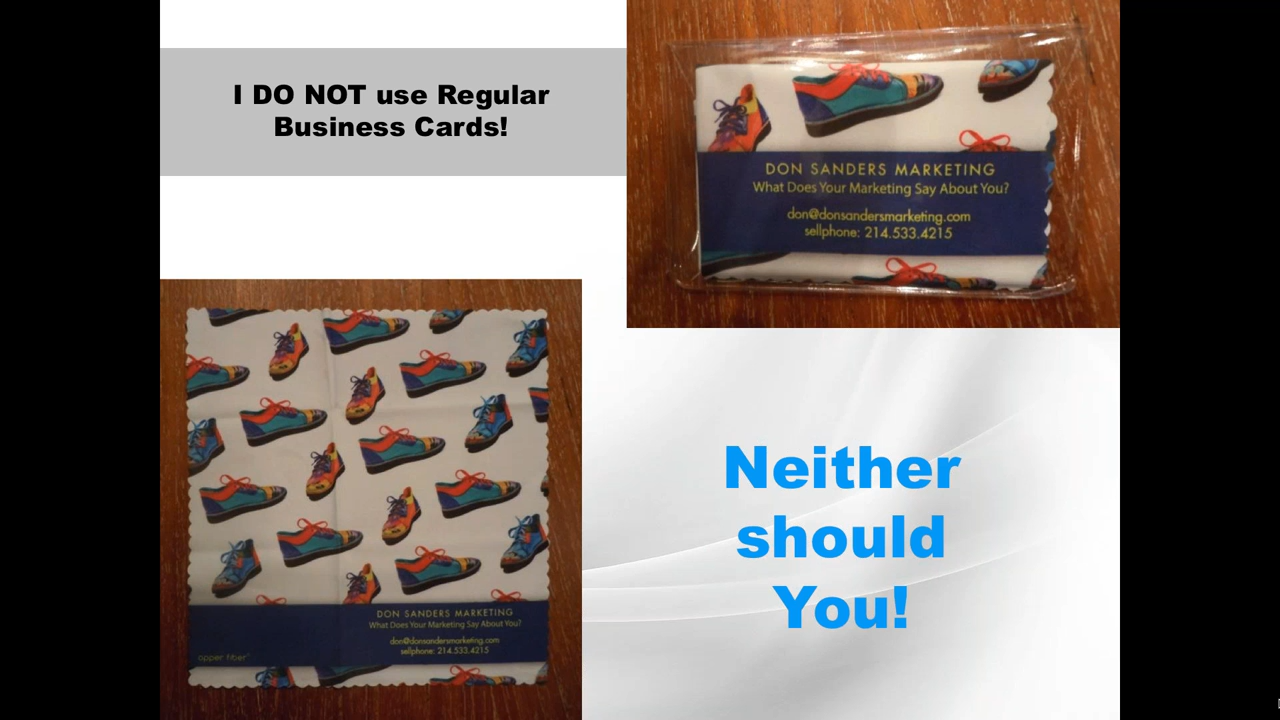 I DO NOT use Regular
Business Cards!
DON SANDERS MARKETING
What Does Your Marketing Say About You?
don@donsandersmarketing.com
sellphone: 214.533.4215
DON SANDERS MARKETING
What Does Your Marketing Say About You?
don@donsandersmarketing.com
sellphone: 214.533.4215
opper fiber
Neither
should
You!